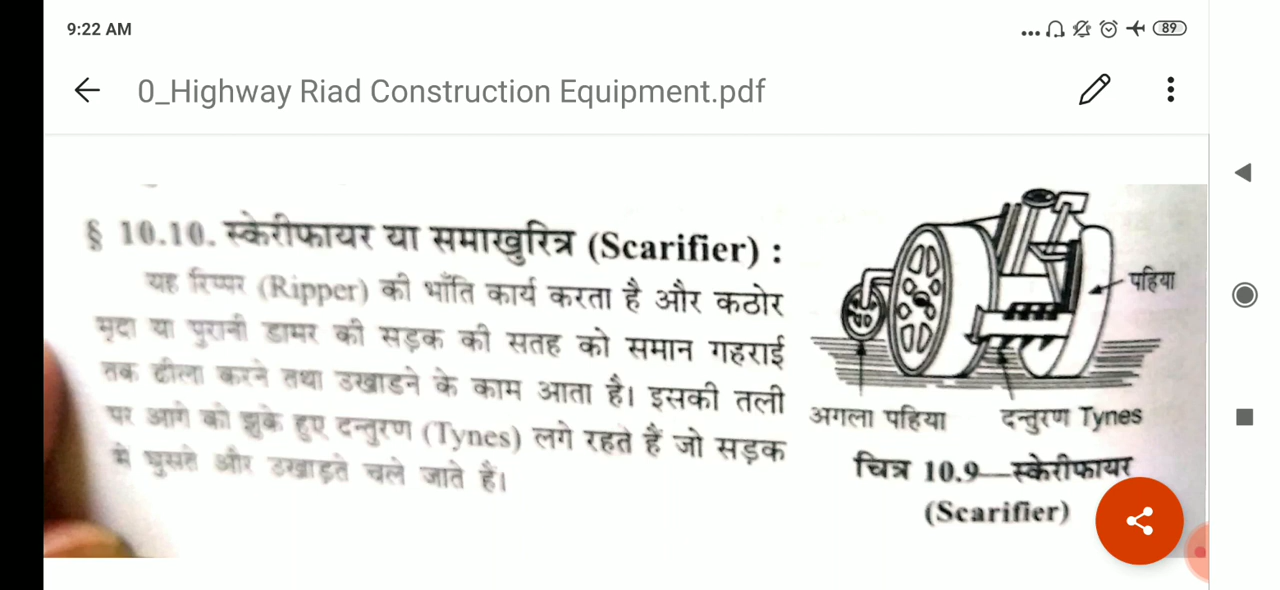 9:22 AM
89
0_Highway Riad Construction Equipment.pdf
§ 10.10. स्केरीफायर या समाखुरित्र (Scarifier) :
यह रिप्पर (Ripper) की भाँति कार्य करता है और कठोर
मृदा या पुरानी डामर की सड़क की सतह को समान गहराई
तक ढीला करने तथा उखाडने के काम आता है। इसकी तली
पर आगे को झुके हुए दन्तुरण (Tynes) लगे रहते हैं जो सड़क
में घुसते और उखाड़ते चले जाते हैं।
पहिया
अगला पहिया
दन्तुरण Tynes
चित्र 10.9—स्केरीफायर
(Scarifier)